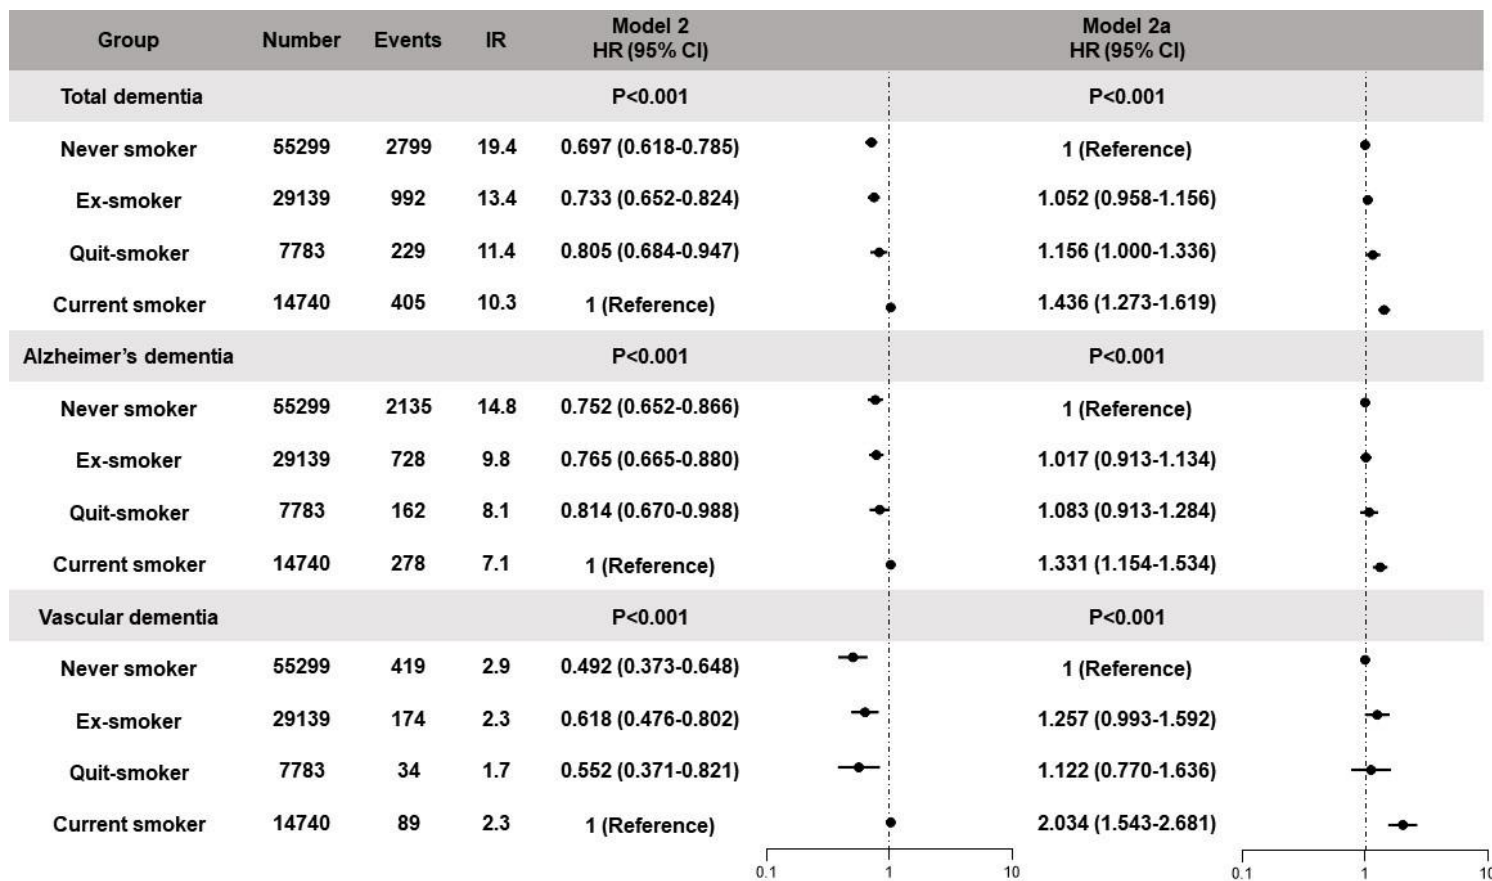 Group Number Events IR Model 2 HR (95% CI) Model 2a HR (95% CI)
Total dementia P<0.001 P<0.001
Never smoker 55299 2799 19.4 0.697 (0.618-0.785) 1 (Reference)
Ex-smoker 29139 992 13.4 0.733 (0.652-0.824) 1.052 (0.958-1.156)
Quit-smoker 7783 229 11.4 0.805 (0.684-0.947) 1.156 (1.000-1.336)
Current smoker 14740 405 10.3 1 (Reference) 1.436 (1.273-1.619)
Alzheimer’s dementia P<0.001 P<0.001
Never smoker 55299 2135 14.8 0.752 (0.652-0.866) 1 (Reference)
Ex-smoker 29139 728 9.8 0.765 (0.665-0.880) 1.017 (0.913-1.134)
Quit-smoker 7783 162 8.1 0.814 (0.670-0.988) 1.083 (0.913-1.284)
Current smoker 14740 278 7.1 1 (Reference) 1.331 (1.154-1.534)
Vascular dementia P<0.001 P<0.001
Never smoker 55299 419 2.9 0.492 (0.373-0.648) 1 (Reference)
Ex-smoker 29139 174 2.3 0.618 (0.476-0.802) 1.257 (0.993-1.592)
Quit-smoker 7783 34 1.7 0.552 (0.371-0.821) 1.122 (0.770-1.636)
Current smoker 14740 89 2.3 1 (Reference) 2.034 (1.543-2.681)
0.1 1 10 0.1 1 10